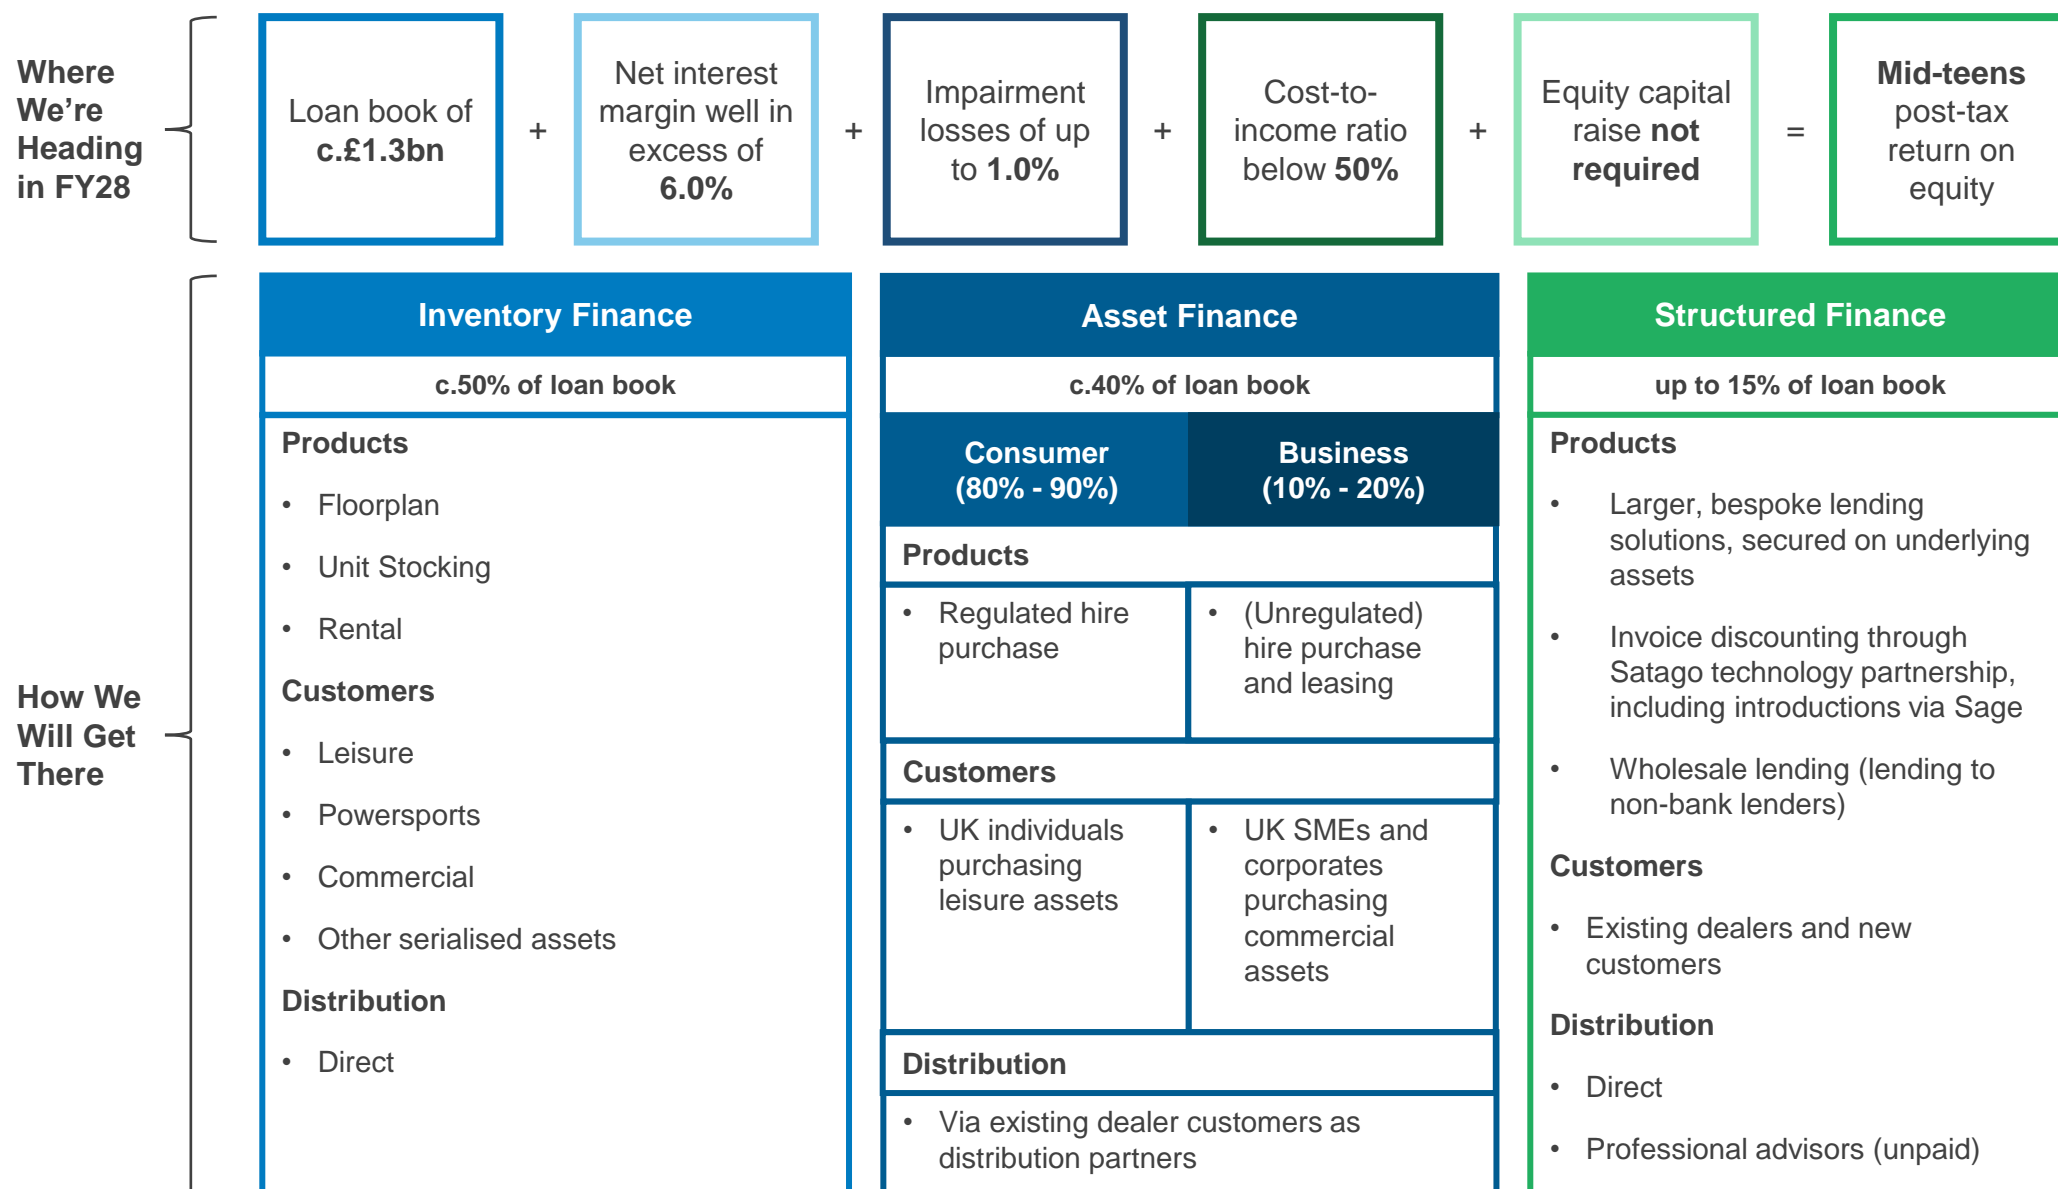 Where
We’re
Heading
in FY28
Loan book of
c.£1.3bn
+
Net interest
margin well in
excess of
6.0%
+
Impairment
losses of up
to 1.0%
+
Cost-to-
income ratio
below 50%
+
Equity capital
raise not
required
=
Mid-teens
post-tax
return on
equity
How We
Will Get
There
Inventory Finance
c.50% of loan book
Products
• Floorplan
• Unit Stocking
• Rental
Customers
• Leisure
• Powersports
• Commercial
• Other serialised assets
Distribution
• Direct
Asset Finance
c.40% of loan book
Consumer
(80% - 90%)
Business
(10% - 20%)
Products
• Regulated hire
purchase
• (Unregulated)
hire purchase
and leasing
Customers
• UK individuals
purchasing
leisure assets
• UK SMEs and
corporates
purchasing
commercial
assets
Distribution
• Via existing dealer customers as
distribution partners
Structured Finance
up to 15% of loan book
Products
• Larger, bespoke lending
solutions, secured on underlying
assets
• Invoice discounting through
Satago technology partnership,
including introductions via Sage
• Wholesale lending (lending to
non-bank lenders)
Customers
• Existing dealers and new
customers
Distribution
• Direct
• Professional advisors (unpaid)